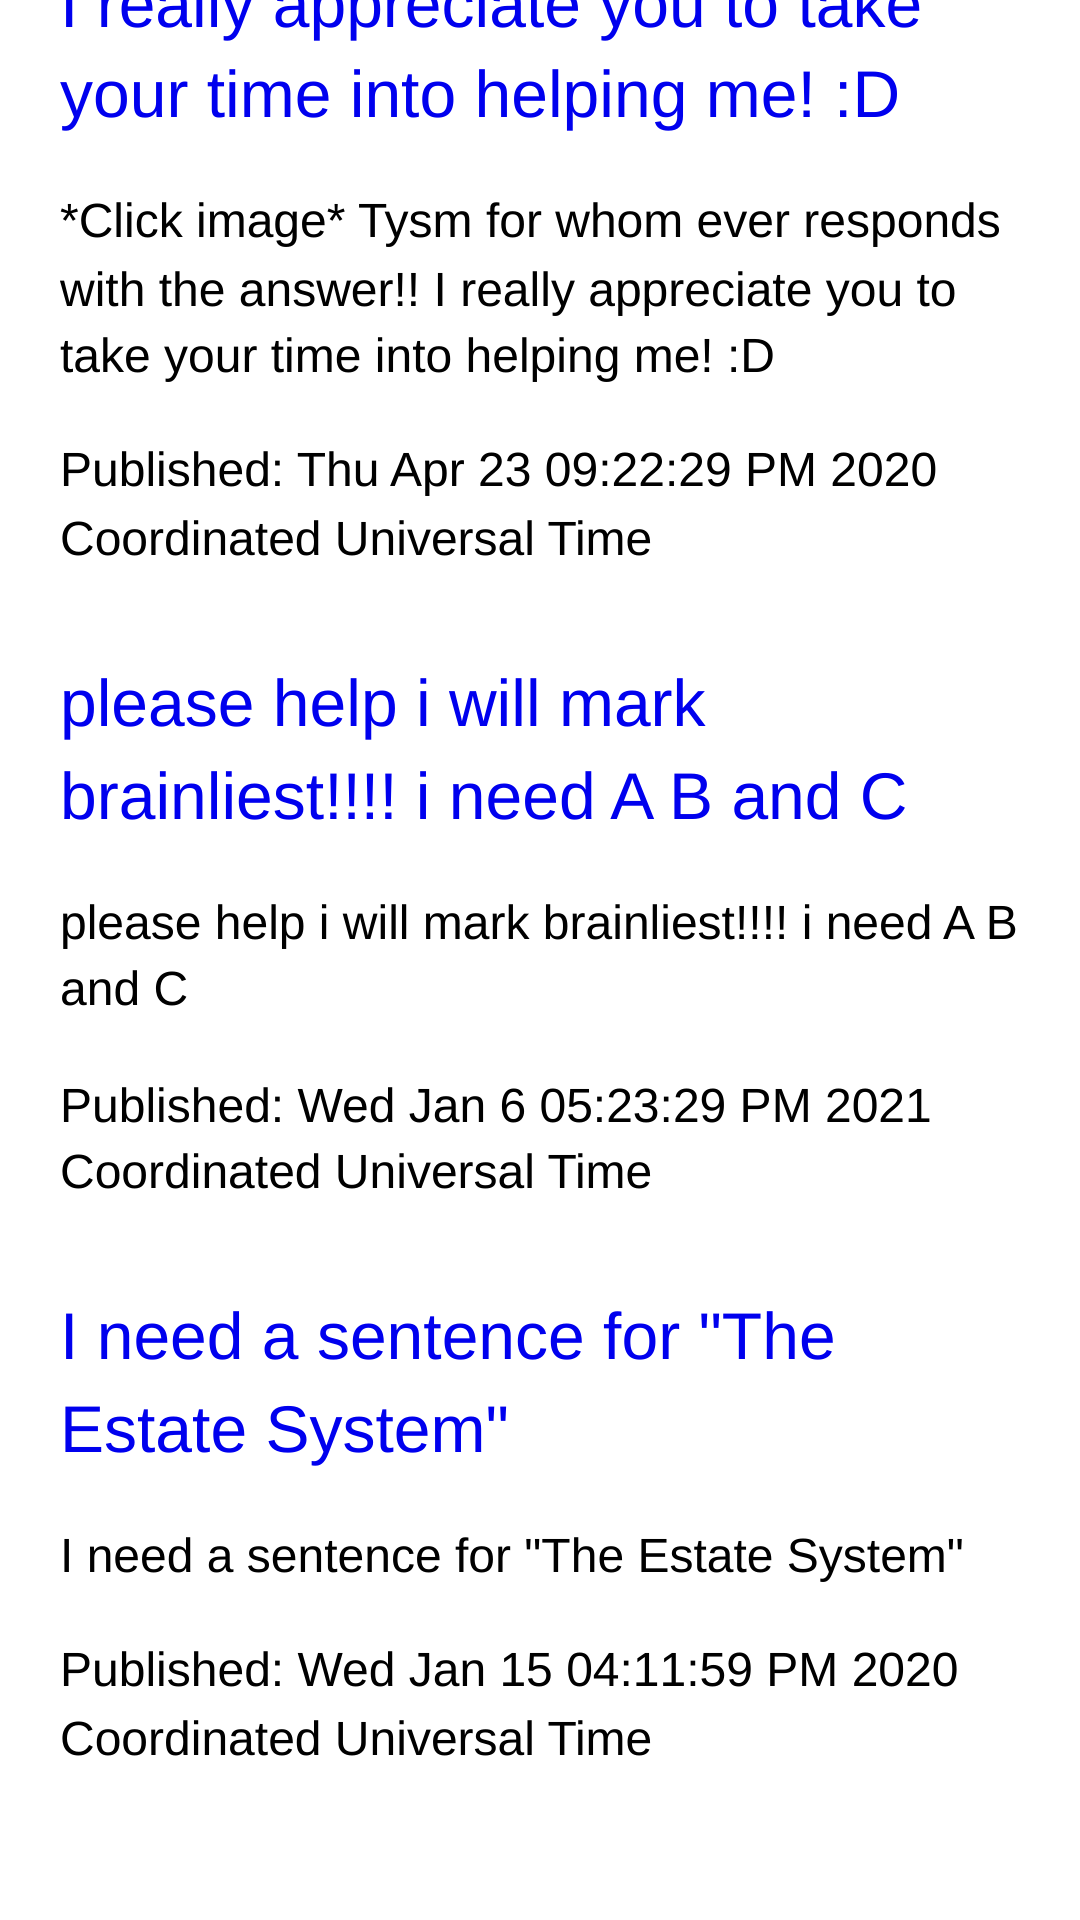 I really appreciate you to take
your time into helping me! :D
*Click image* Tysm for whom ever responds
with the answer!! I really appreciate you to
take your time into helping me! :D
Published: Thu Apr 23 09:22:29 PM 2020
Coordinated Universal Time
please help i will mark
brainliest!!!! i need A B and C
please help i will mark brainliest!!!! i need A B
and C
Published: Wed Jan 6 05:23:29 PM 2021
Coordinated Universal Time
I need a sentence for "The
Estate System"
I need a sentence for "The Estate System"
Published: Wed Jan 15 04:11:59 PM 2020
Coordinated Universal Time